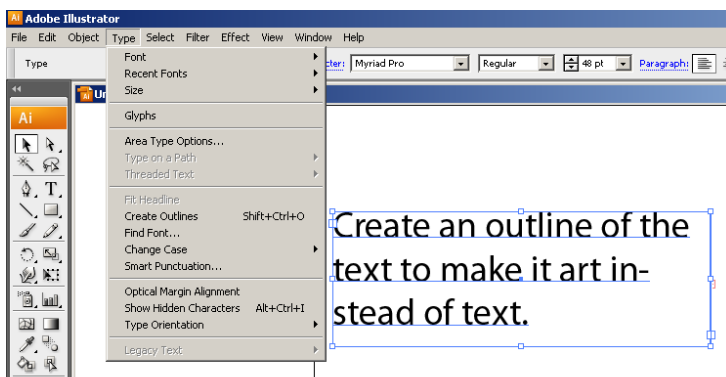 Ai Adobe Illustrator
File Edit Object Type Select Filter Effect View Window Help
Type
Myriad Pro Regular 48 pt Paragraph:
Ai
Font
Recent Fonts
Size
Glyphs
Area Type Options...
Type on a Path
Threaded Text
Fit Headline
Create Outlines Shift+Ctrl+O
Find Font...
Change Case
Smart Punctuation...
Optical Margin Alignment
Show Hidden Characters Alt+Ctrl+I
Type Orientation
Legacy Text
Create an outline of the
text to make it art in-
stead of text.